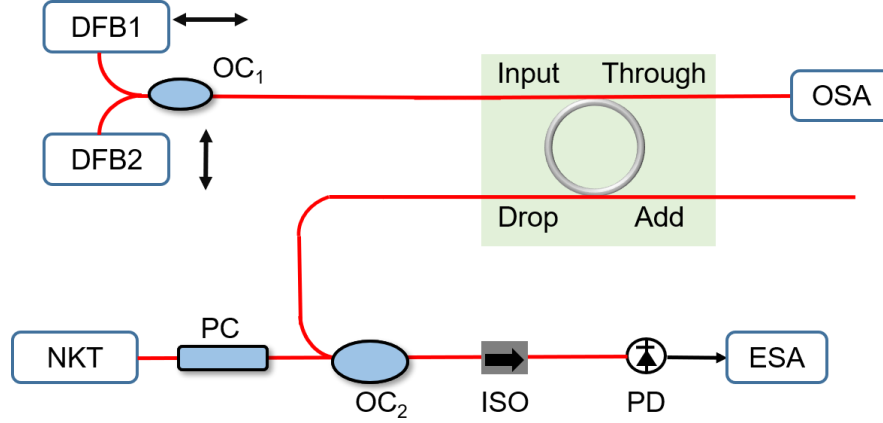 DFB1
OC₁
Input Through
OSA
DFB2
Drop Add
PC
NKT
OC₂
ISO
PD
ESA